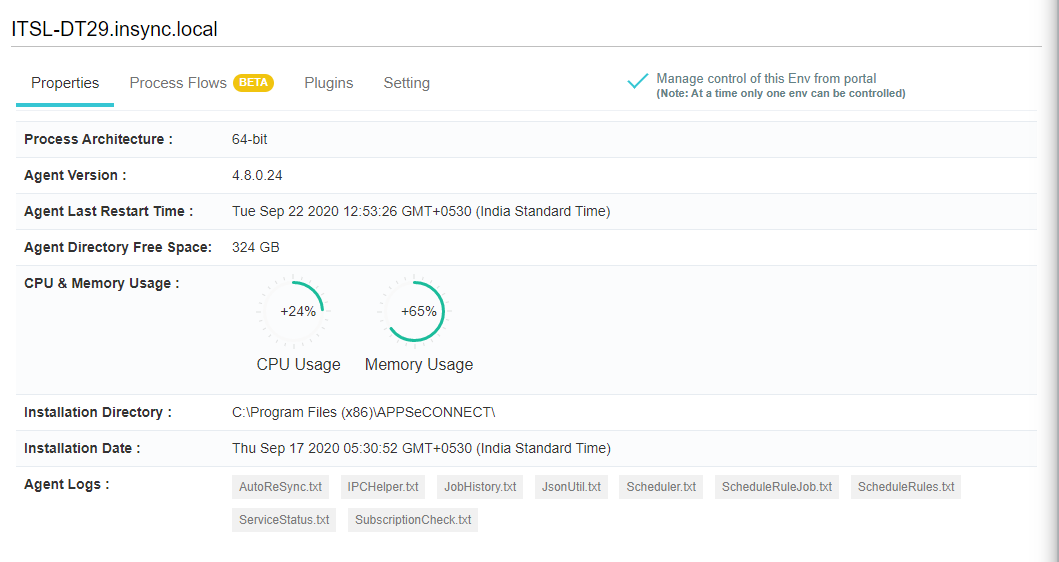 ITSL-DT29.insync.local
Properties Process Flows BETA Plugins Setting
Manage control of this Env from portal
(Note: At a time only one env can be controlled)
Process Architecture : 64-bit
Agent Version : 4.8.0.24
Agent Last Restart Time : Tue Sep 22 2020 12:53:26 GMT+0530 (India Standard Time)
Agent Directory Free Space: 324 GB
CPU & Memory Usage :
+24% +65%
CPU Usage Memory Usage
Installation Directory : C:\Program Files (x86)\APPSeCONNECT\
Installation Date : Thu Sep 17 2020 05:30:52 GMT+0530 (India Standard Time)
Agent Logs : AutoReSync.txt IPCHelper.txt JobHistory.txt JsonUtil.txt Scheduler.txt ScheduleRuleJob.txt ScheduleRules.txt
ServiceStatus.txt SubscriptionCheck.txt